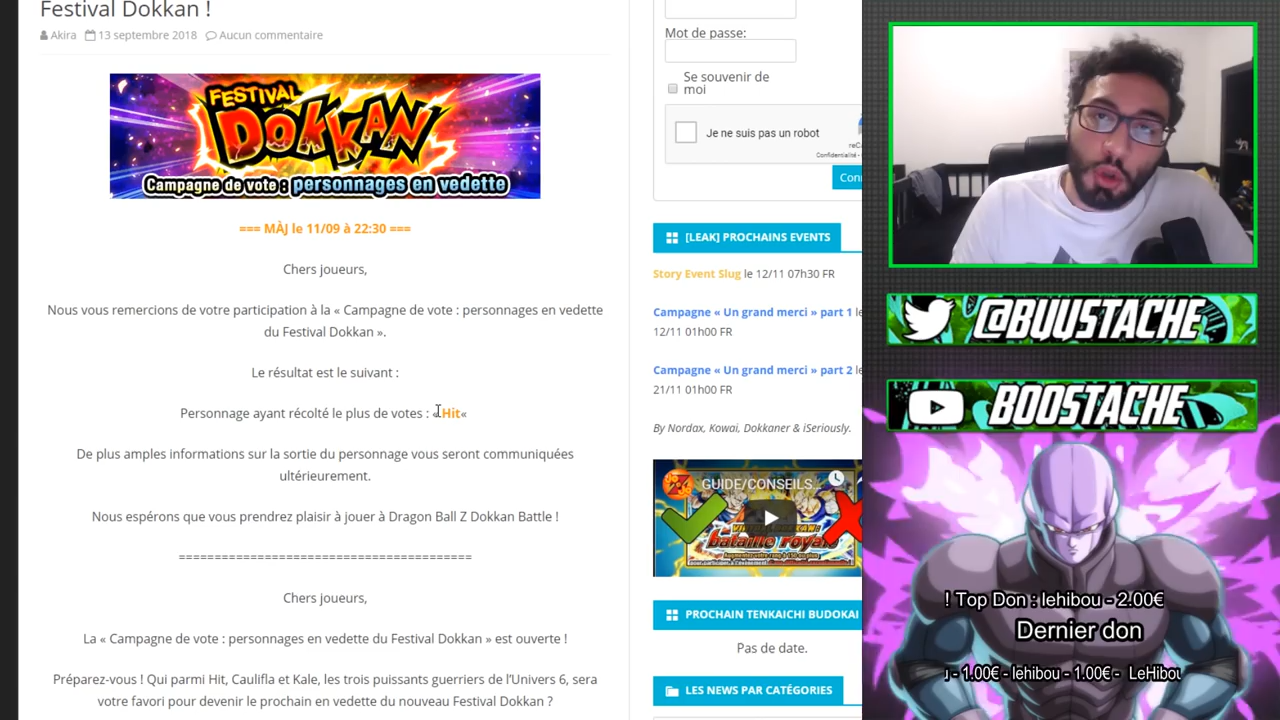 Festival Dokkan !
Akira 13 septembre 2018 Aucun commentaire
FESTIVAL
DOKKAN
Campagne de vote : personnages en vedette
=== MÀJ le 11/09 à 22:30 ===
Chers joueurs,
Nous vous remercions de votre participation à la « Campagne de vote : personnages en vedette
du Festival Dokkan ».
Le résultat est le suivant :
Personnage ayant récolté le plus de votes : « Hit«
De plus amples informations sur la sortie du personnage vous seront communiquées
ultérieurement.
Nous espérons que vous prendrez plaisir à jouer à Dragon Ball Z Dokkan Battle !
=========================================
Chers joueurs,
La « Campagne de vote : personnages en vedette du Festival Dokkan » est ouverte !
Préparez-vous ! Qui parmi Hit, Caulifla et Kale, les trois puissants guerriers de l’Univers 6, sera
votre favori pour devenir le prochain en vedette du nouveau Festival Dokkan ?
Mot de passe:
Se souvenir de
moi
Je ne suis pas un robot
reC
Confidentialité -
Con
[LEAK] PROCHAINS EVENTS
Story Event Slug le 12/11 07h30 FR
Campagne « Un grand merci » part 1 le
12/11 01h00 FR
Campagne « Un grand merci » part 2 le
21/11 01h00 FR
By Nordax, Kowai, Dokkaner & iSeriously.
GUIDE/CONSEILS...
bataille royale
PROCHAIN TENKAICHI BUDOKAI
Pas de date.
LES NEWS PAR CATÉGORIES
@BUUSTACHE
BOOSTACHE
! Top Don : lehibou - 2.00€
Dernier don
- 1.00€ - lehibou - 1.00€ - LeHibou